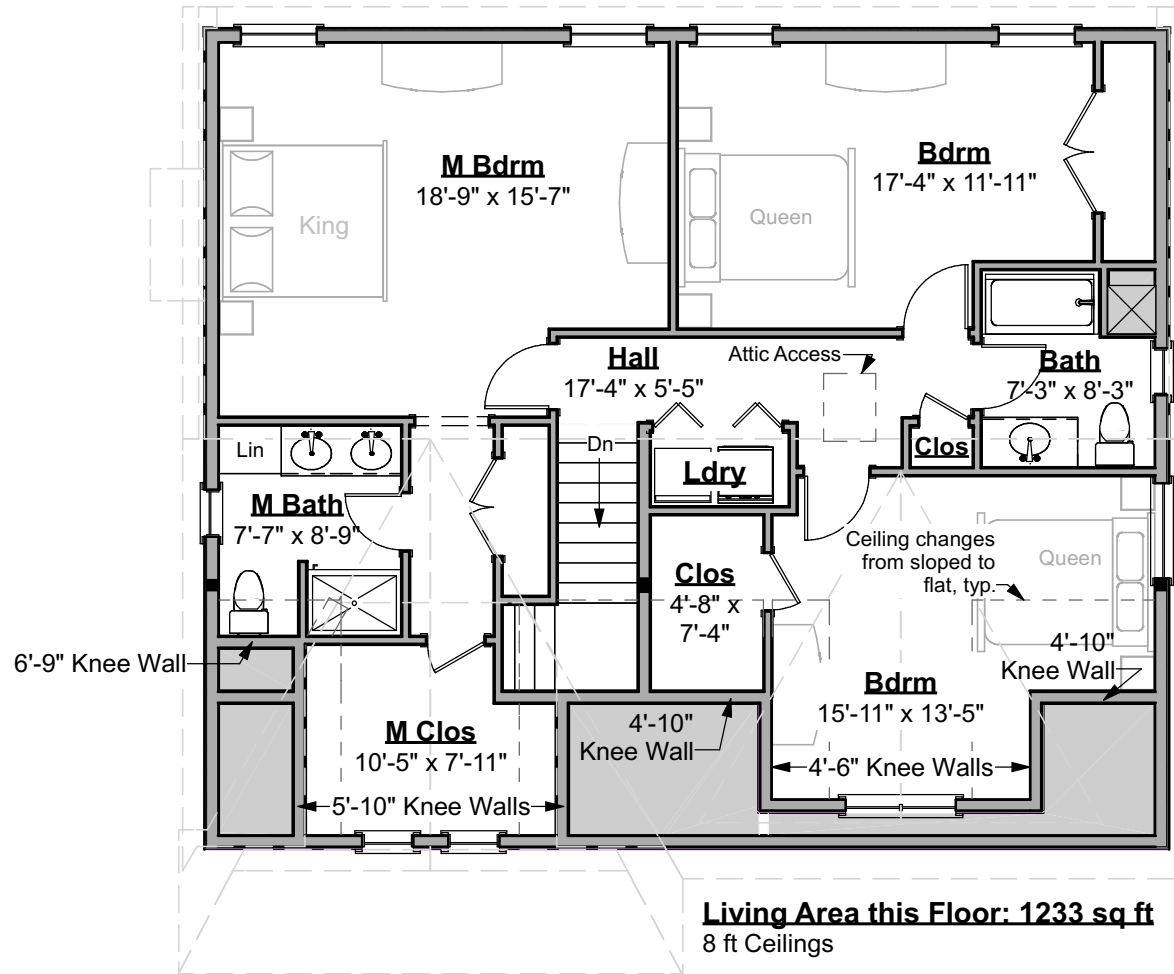 M Bdrm
18'-9" x 15'-7"
King
Bdrm
17'-4" x 11'-11"
Queen
Hall
17'-4" x 5'-5"
Attic Access
Bath
7'-3" x 8'-3"
Lin
Dn
Ldry
Clos
M Bath
7'-7" x 8'-9"
Clos
4'-8" x
7'-4"
Ceiling changes
from sloped to
flat, typ.
Queen
6'-9" Knee Wall
4'-10"
Knee Wall
Bdrm
15'-11" x 13'-5"
M Clos
10'-5" x 7'-11"
4'-10"
Knee Wall
4'-6" Knee Walls
5'-10" Knee Walls
Living Area this Floor: 1233 sq ft
8 ft Ceilings